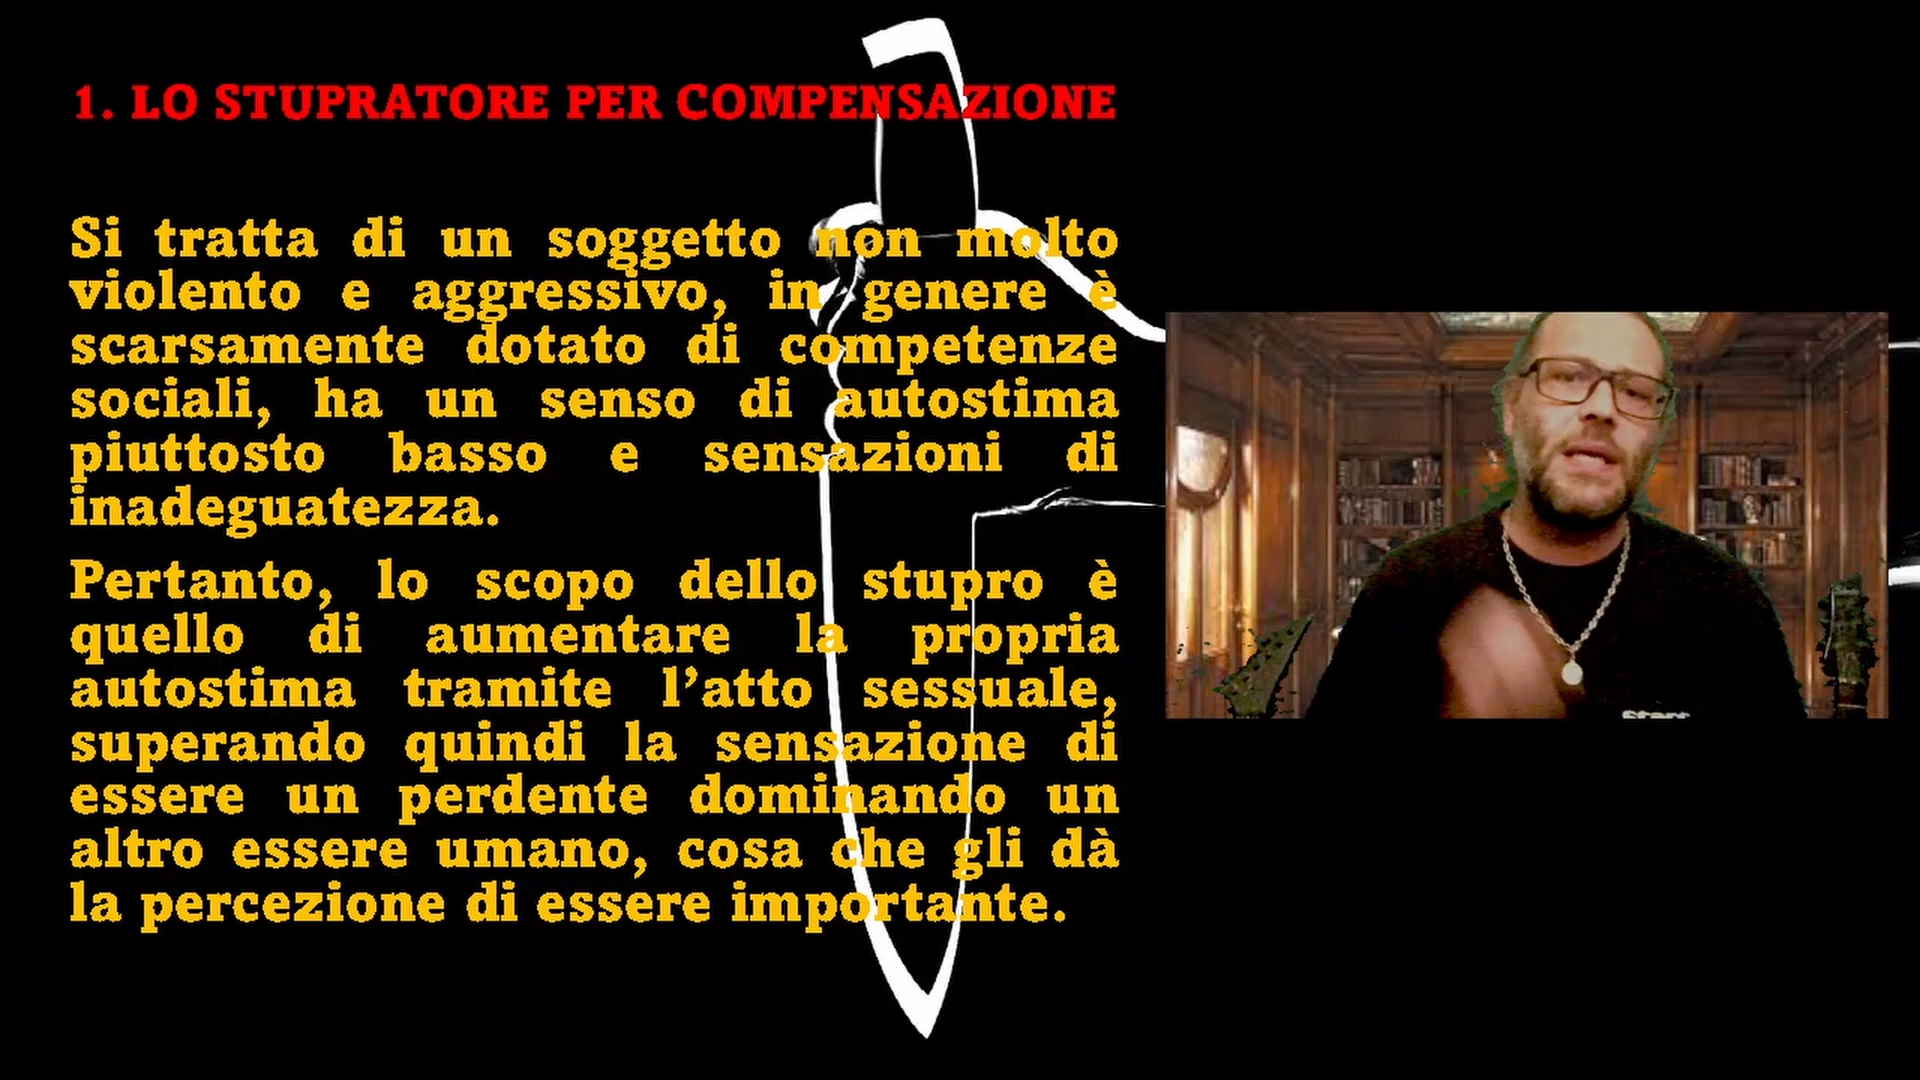 1. LO STUPRATORE PER COMPENSAZIONE
Si tratta di un soggetto non molto
violento e aggressivo, in genere è
scarsamente dotato di competenze
sociali, ha un senso di autostima
piuttosto basso e sensazioni di
inadeguatezza.
Pertanto, lo scopo dello stupro è
quello di aumentare la propria
autostima tramite l’atto sessuale,
superando quindi la sensazione di
essere un perdente dominando un
altro essere umano, cosa che gli dà
la percezione di essere importante.